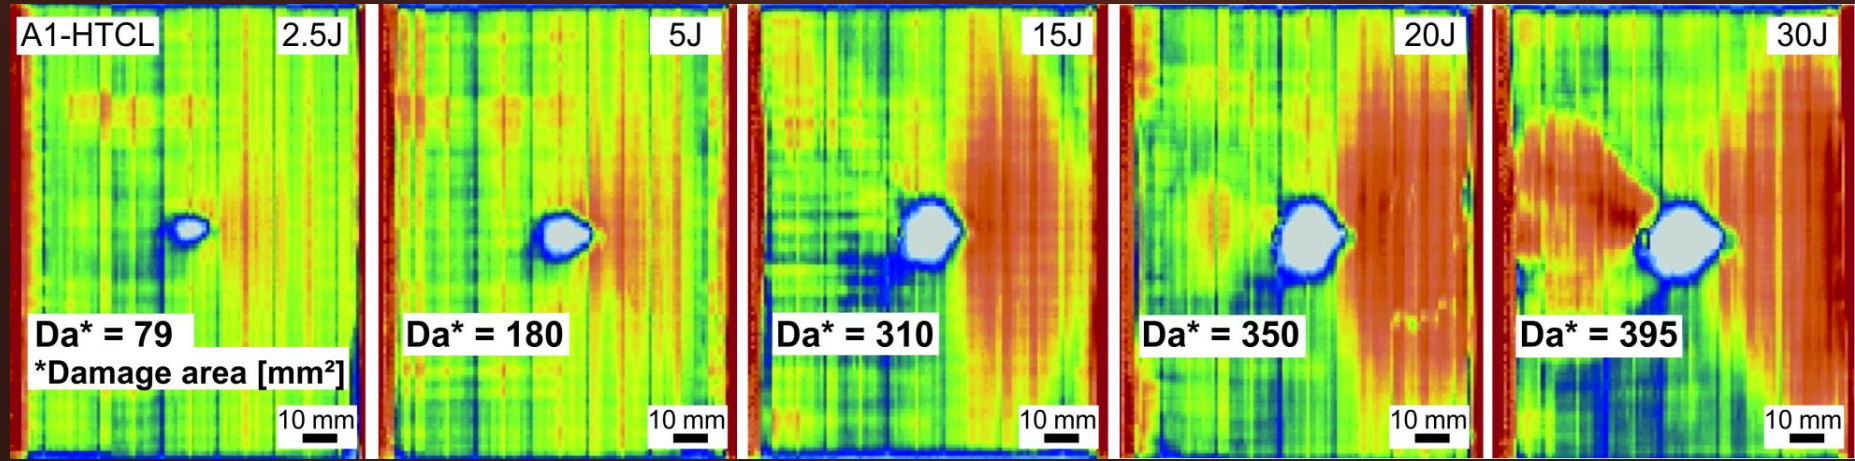 A1-HTCL 2.5J 5J 15J 20J 30J
Da* = 79 Da* = 180 Da* = 310 Da* = 350 Da* = 395
*Damage area [mm²]
10 mm 10 mm 10 mm 10 mm 10 mm